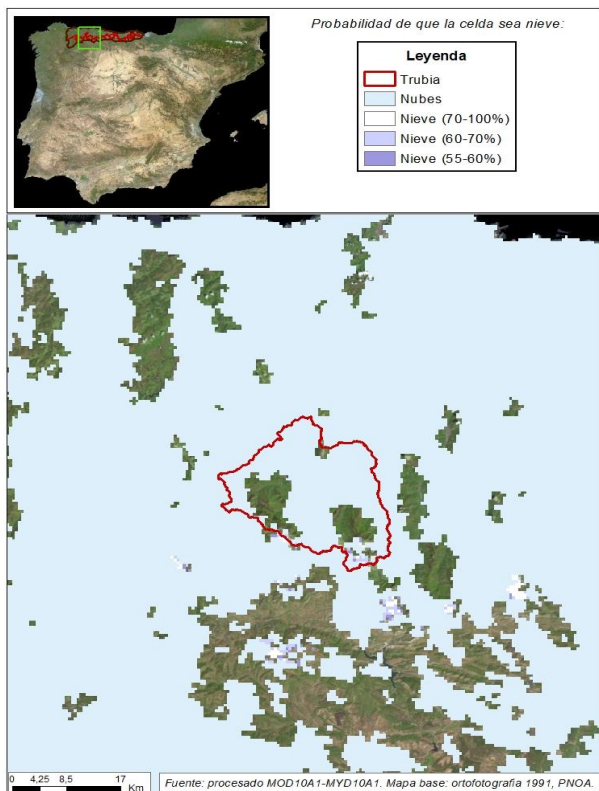 Probabilidad de que la celda sea nieve:
Leyenda
Trubia
Nubes
Nieve (70-100%)
Nieve (60-70%)
Nieve (55-60%)
0 4,25 8,5 17
Km
Fuente: procesado MOD10A1-MYD10A1. Mapa base: ortofotografía 1991, PNOA.